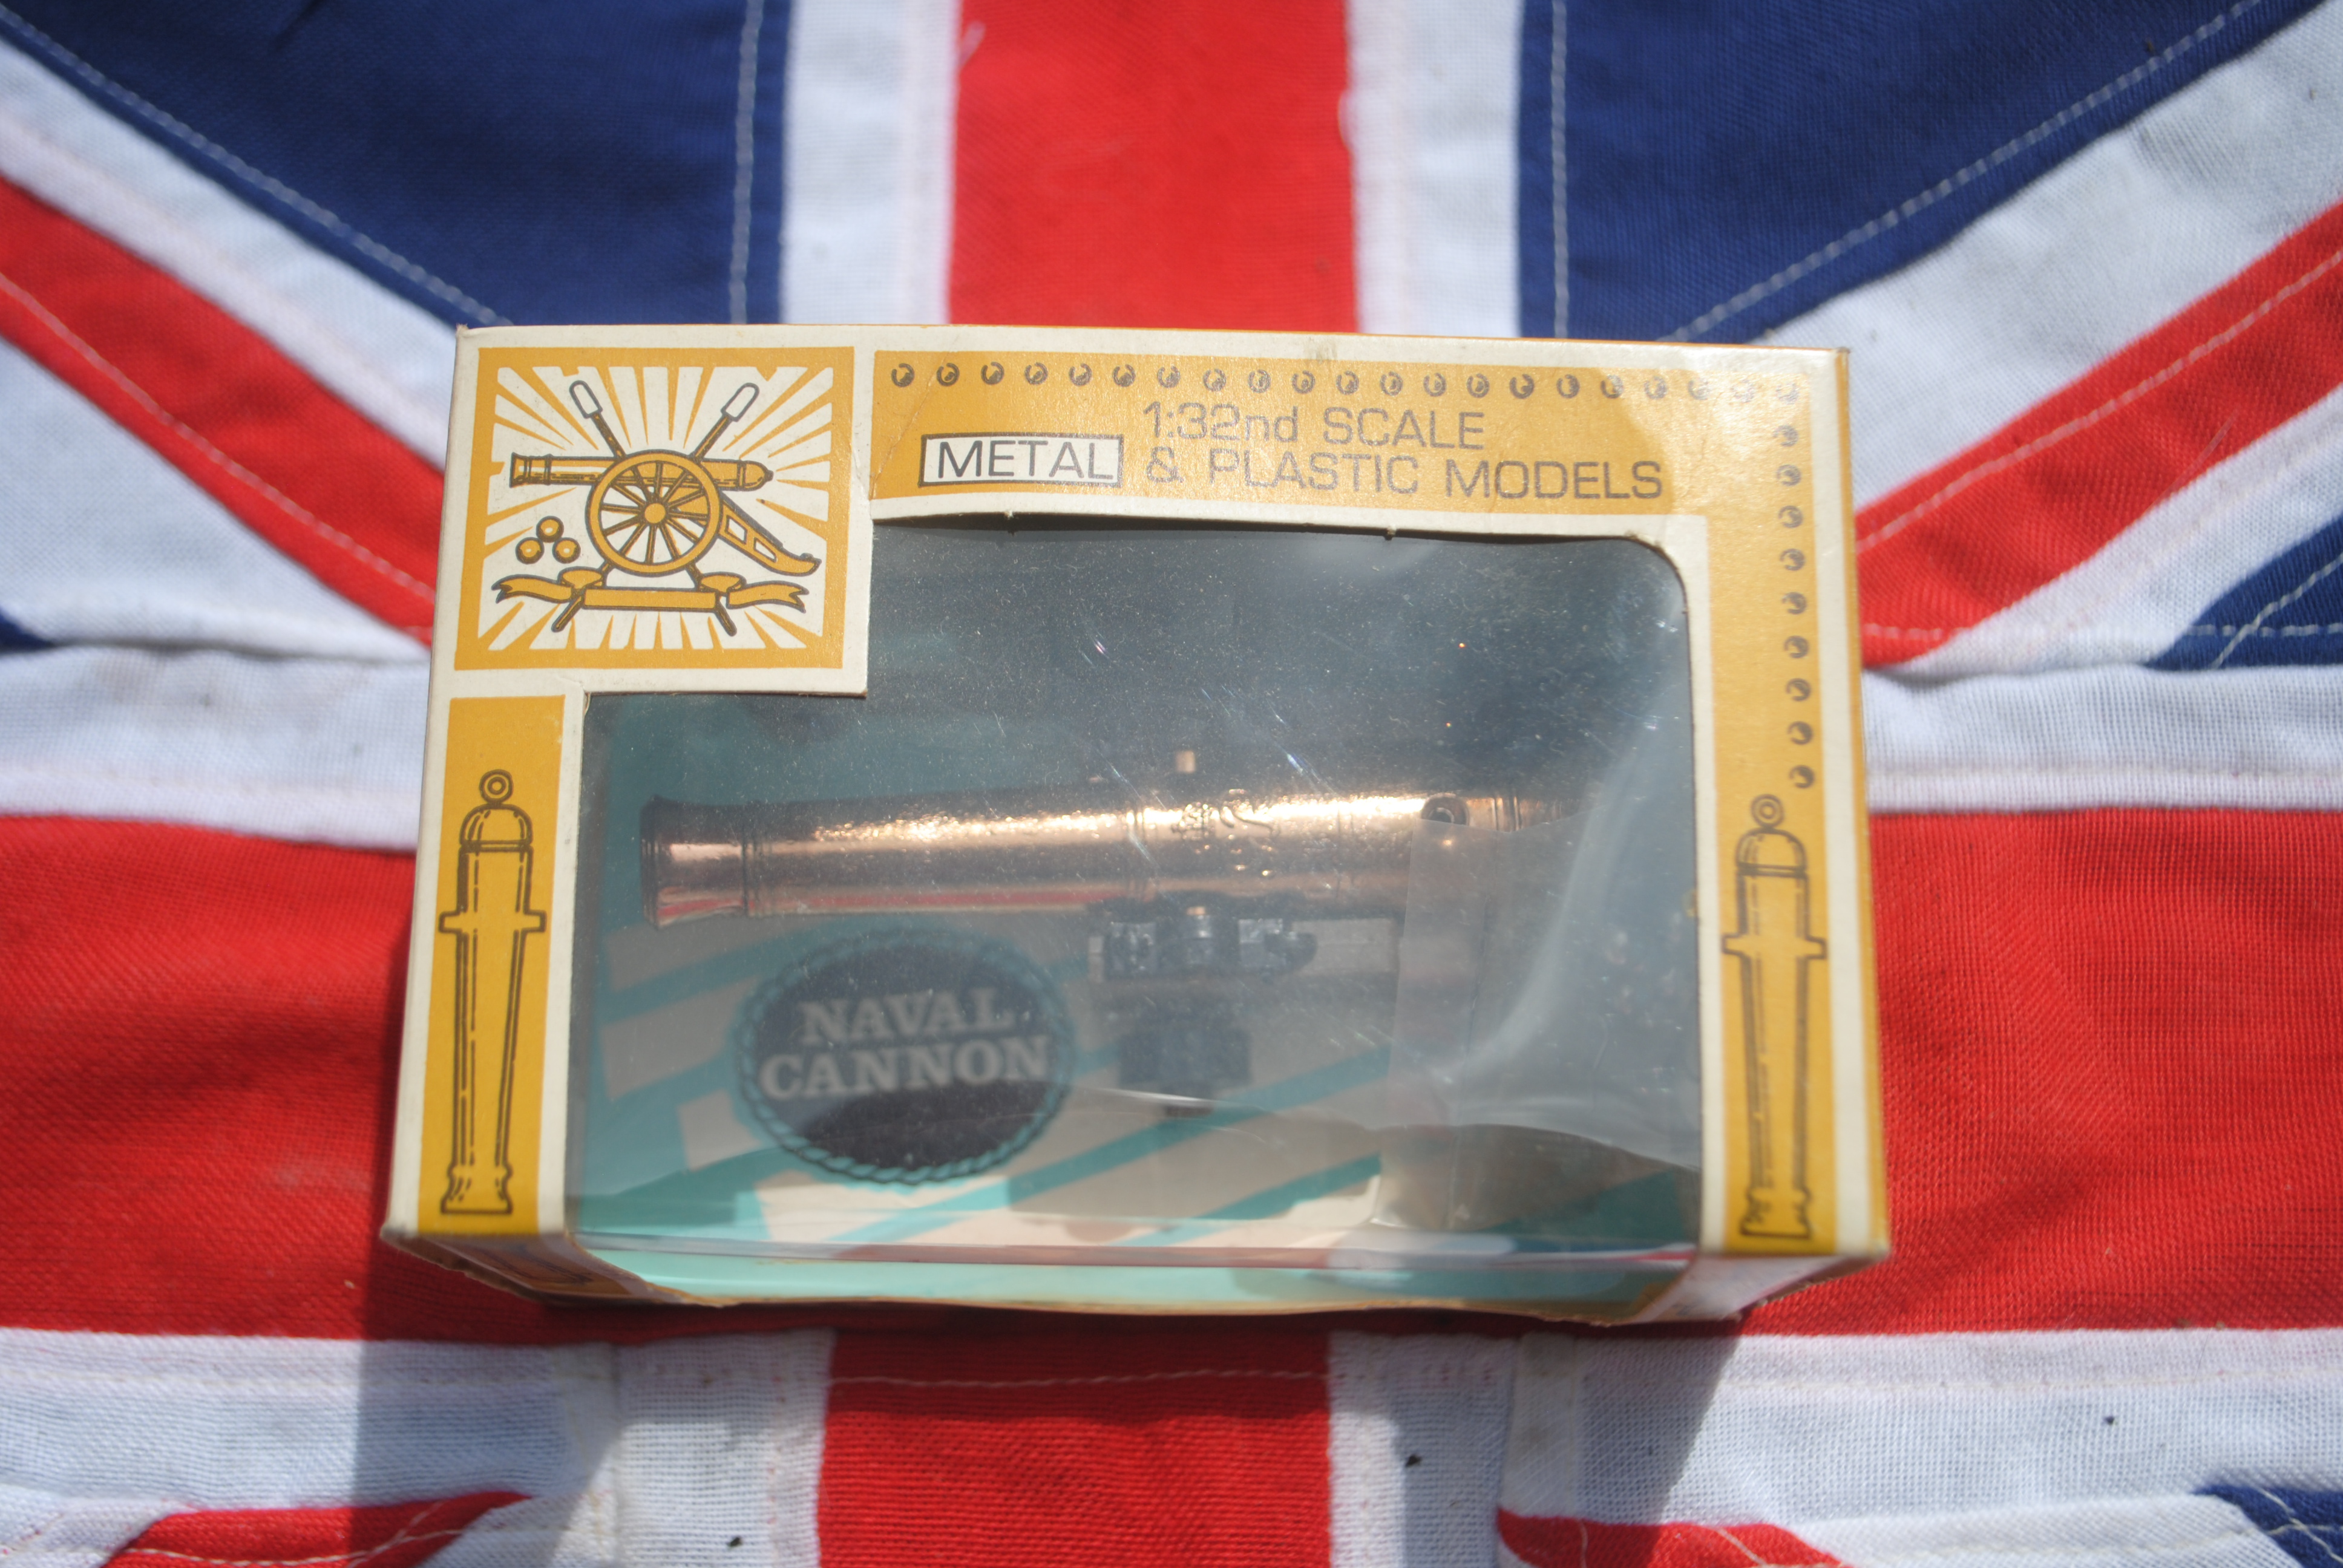 1:32nd SCALE
METAL & PLASTIC MODELS
NAVAL
CANNON